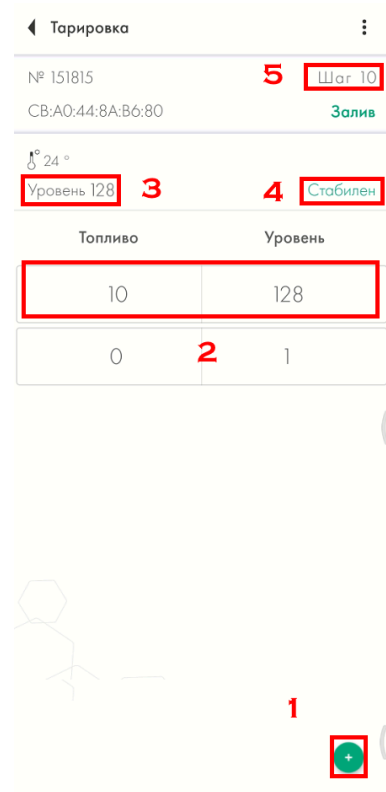 Тарировка
№ 151815 5 Шаг 10
CB:A0:44:8A:B6:80 Залив
24 °
Уровень 128 3 4 Стабилен
Топливо Уровень
10 128
0 2 1
1
+